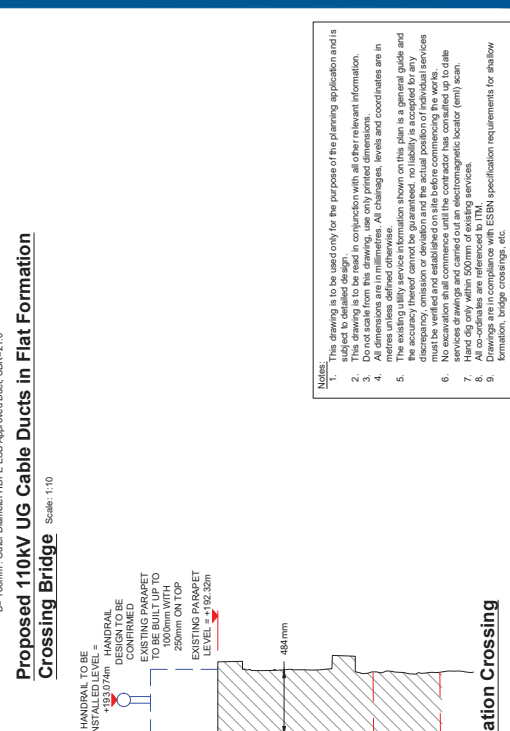 Proposed 110kV UG Cable Ducts in Flat Formation
Crossing Bridge Scale: 1:10
HANDRAIL TO BE
INSTALLED LEVEL =
+193.074m
HANDRAIL
DESIGN TO BE
CONFIRMED
EXISTING PARAPET
TO BE BUILT UP TO
1000mm WITH
250mm ON TOP
EXISTING PARAPET
LEVEL = +192.32m
484mm
ation Crossing
Notes:
1. This drawing is to be used only for the purpose of the planning application and is
subject to detailed design.
2. This drawing is to be read in conjunction with all other relevant information.
3. Do not scale from this drawing, use only printed dimensions.
4. All dimensions are in millimetres. All chainages, levels and coordinates are in
metres unless defined otherwise.
5. The existing utility service information shown on this plan is a general guide and
the accuracy thereof cannot be guaranteed. no liability is accepted for any
discrepancy, omission or deviation and the actual position of individual services
must be verified and established on site before commencing the works.
6. No excavation shall commence until the contractor has consulted up to date
services drawings and carried out an electromagnetic locator (eml) scan.
7. Hand dig only within 500mm of existing services.
8. All co-ordinates are referenced to ITM.
9. Drawings are in compliance with ESBN specification requirements for shallow
formation, bridge crossings, etc.